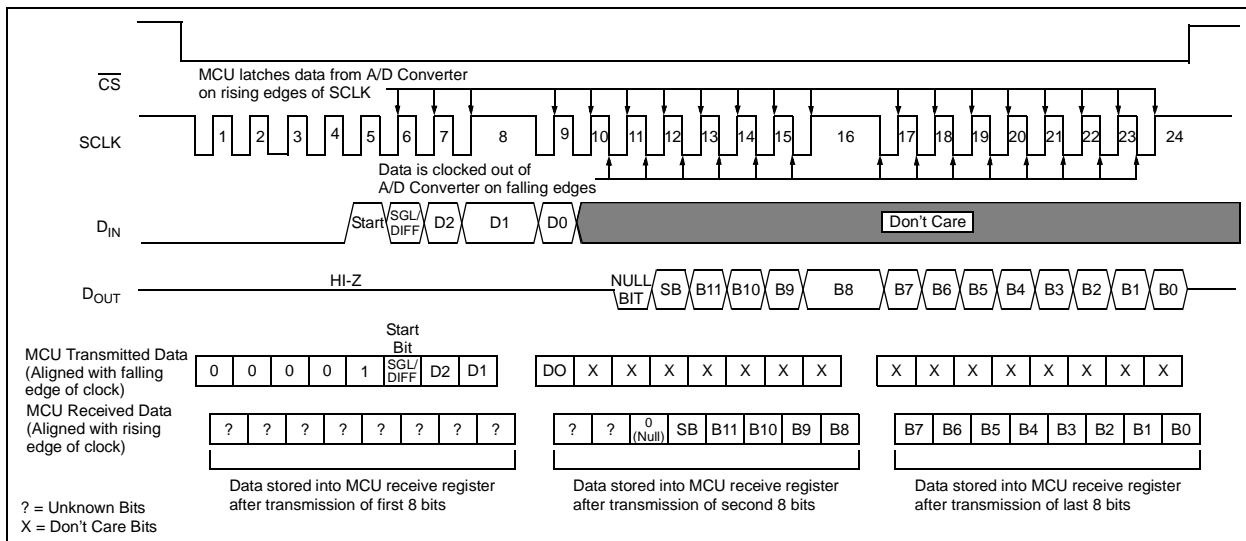 MCU latches data from A/D Converter
on rising edges of SCLK
CS
SCLK
1 2 3 4 5 6 7 8 9 10 11 12 13 14 15 16 17 18 19 20 21 22 23 24
Data is clocked out of
A/D Converter on falling edges
DIN
Start SGL/DIFF D2 D1 D0 Don't Care
HI-Z
DOUT
NULL BIT SB B11 B10 B9 B8 B7 B6 B5 B4 B3 B2 B1 B0
Start
Bit
MCU Transmitted Data
(Aligned with falling
edge of clock)
0 0 0 0 1 SGL/DIFF D2 D1 DO X X X X X X X X X X X X X X X
MCU Received Data
(Aligned with rising
edge of clock)
? ? ? ? ? ? ? ? ? ? 0 (Null) SB B11 B10 B9 B8 B7 B6 B5 B4 B3 B2 B1 B0
Data stored into MCU receive register
after transmission of first 8 bits
Data stored into MCU receive register
after transmission of second 8 bits
Data stored into MCU receive register
after transmission of last 8 bits
? = Unknown Bits
X = Don't Care Bits